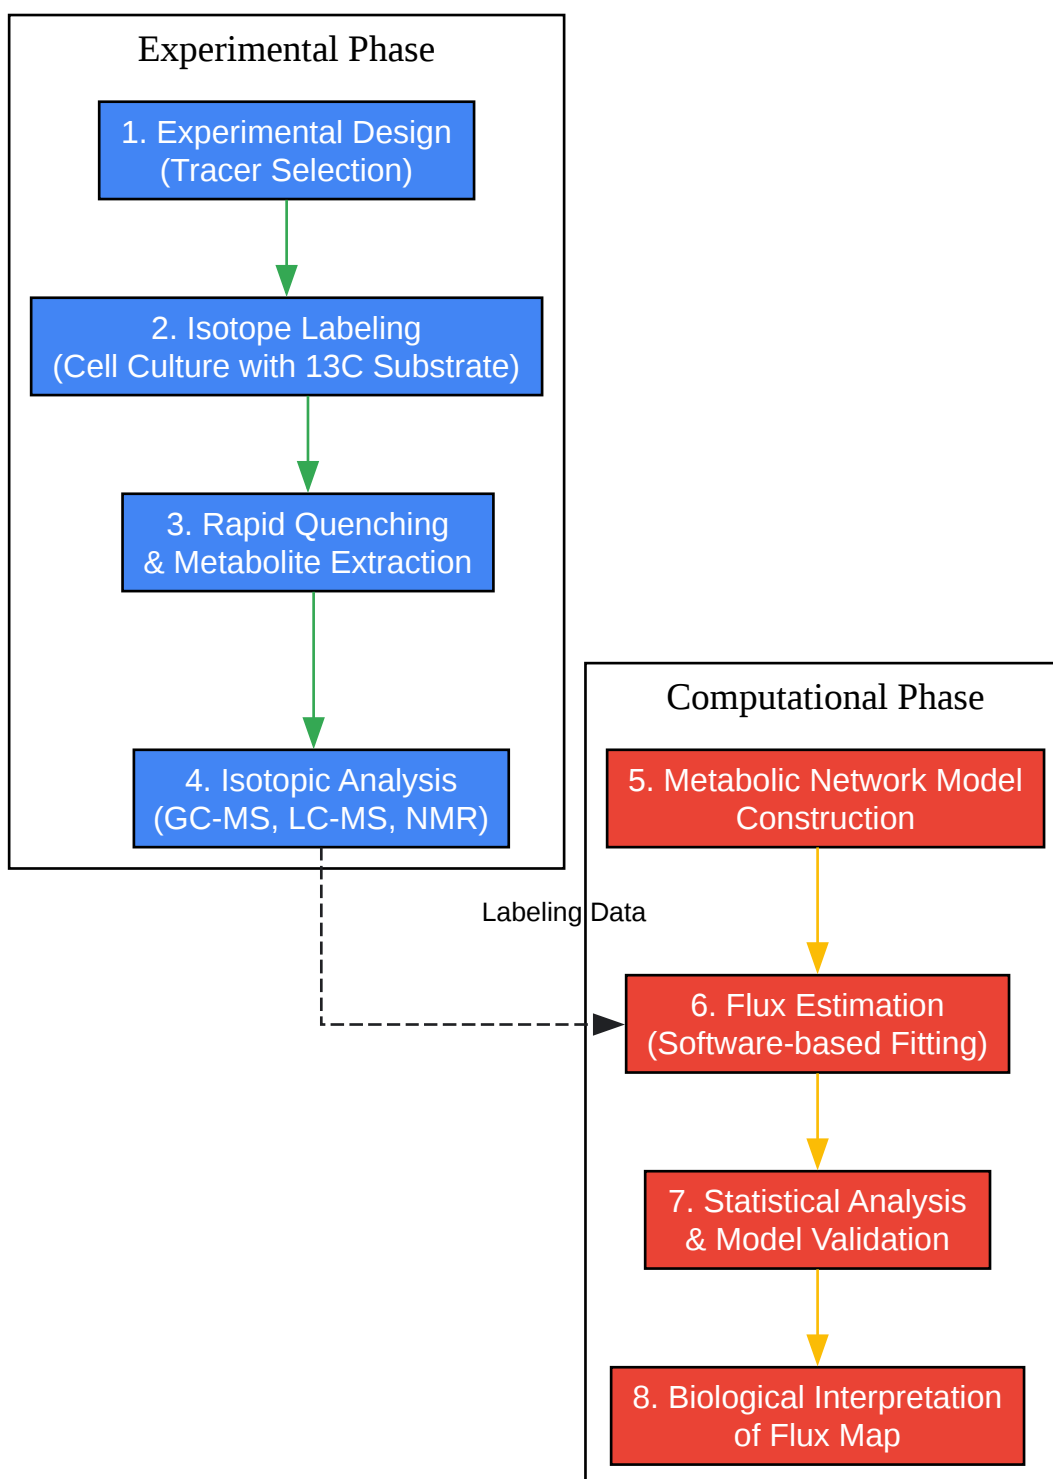 Experimental Phase
1. Experimental Design
(Tracer Selection)
2. Isotope Labeling
(Cell Culture with 13C Substrate)
3. Rapid Quenching
& Metabolite Extraction
4. Isotopic Analysis
(GC-MS, LC-MS, NMR)
Labeling Data
Computational Phase
5. Metabolic Network Model
Construction
6. Flux Estimation
(Software-based Fitting)
7. Statistical Analysis
& Model Validation
8. Biological Interpretation
of Flux Map